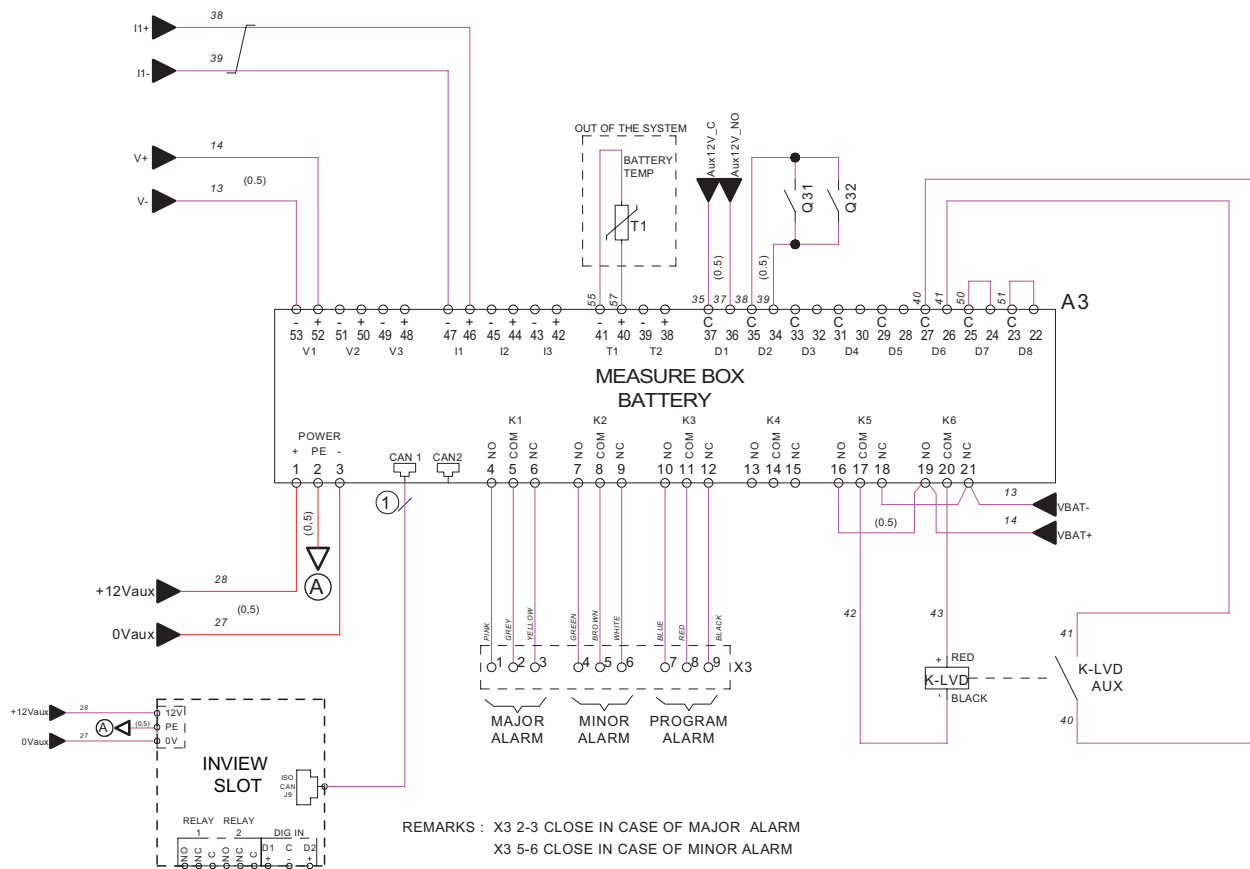 I1+ 38
I1- 39
V+ 14
V- 13 (0.5)
OUT OF THE SYSTEM
BATTERY
TEMP
T1
Aux12V_C
Aux12V_NO
Q31
Q32
55 57 35 (0.5) 37 38 (0.5) 39 40 41 50 51
A3
- + - + - + - + - + - + - + - + C C C C C C C C
53 52 51 50 49 48 47 46 45 44 43 42 41 40 39 38 37 36 35 34 33 32 31 30 29 28 27 26 25 24 23 22
V1 V2 V3 I1 I2 I3 T1 T2 D1 D2 D3 D4 D5 D6 D7 D8
MEASURE BOX
BATTERY
POWER
+ PE -
CAN 1 CAN2
K1 K2 K3 K4 K5 K6
NO COM NC NO COM NC NO COM NC NO COM NC NO COM NC NO COM NC
1 2 3 4 5 6 7 8 9 10 11 12 13 14 15 16 17 18 19 20 21
1
(0,5)
A
13 VBAT-
(0.5) 14 VBAT+
+12Vaux 28
(0,5)
0Vaux 27
42 43 41
PINK GREY YELLOW GREEN BROWN WHITE BLUE RED BLACK
1 2 3 4 5 6 7 8 9 X3
+ RED
K-LVD
- BLACK
K-LVD
AUX
40
MAJOR
ALARM
MINOR
ALARM
PROGRAM
ALARM
+12Vaux 28 12V
A (0,5) PE
0Vaux 27 0V
INVIEW
SLOT
ISO
CAN
J9
RELAY RELAY
1 2 DIG IN
NO NC C NO NC C D1 C D2
+ - +
REMARKS : X3 2-3 CLOSE IN CASE OF MAJOR ALARM
X3 5-6 CLOSE IN CASE OF MINOR ALARM